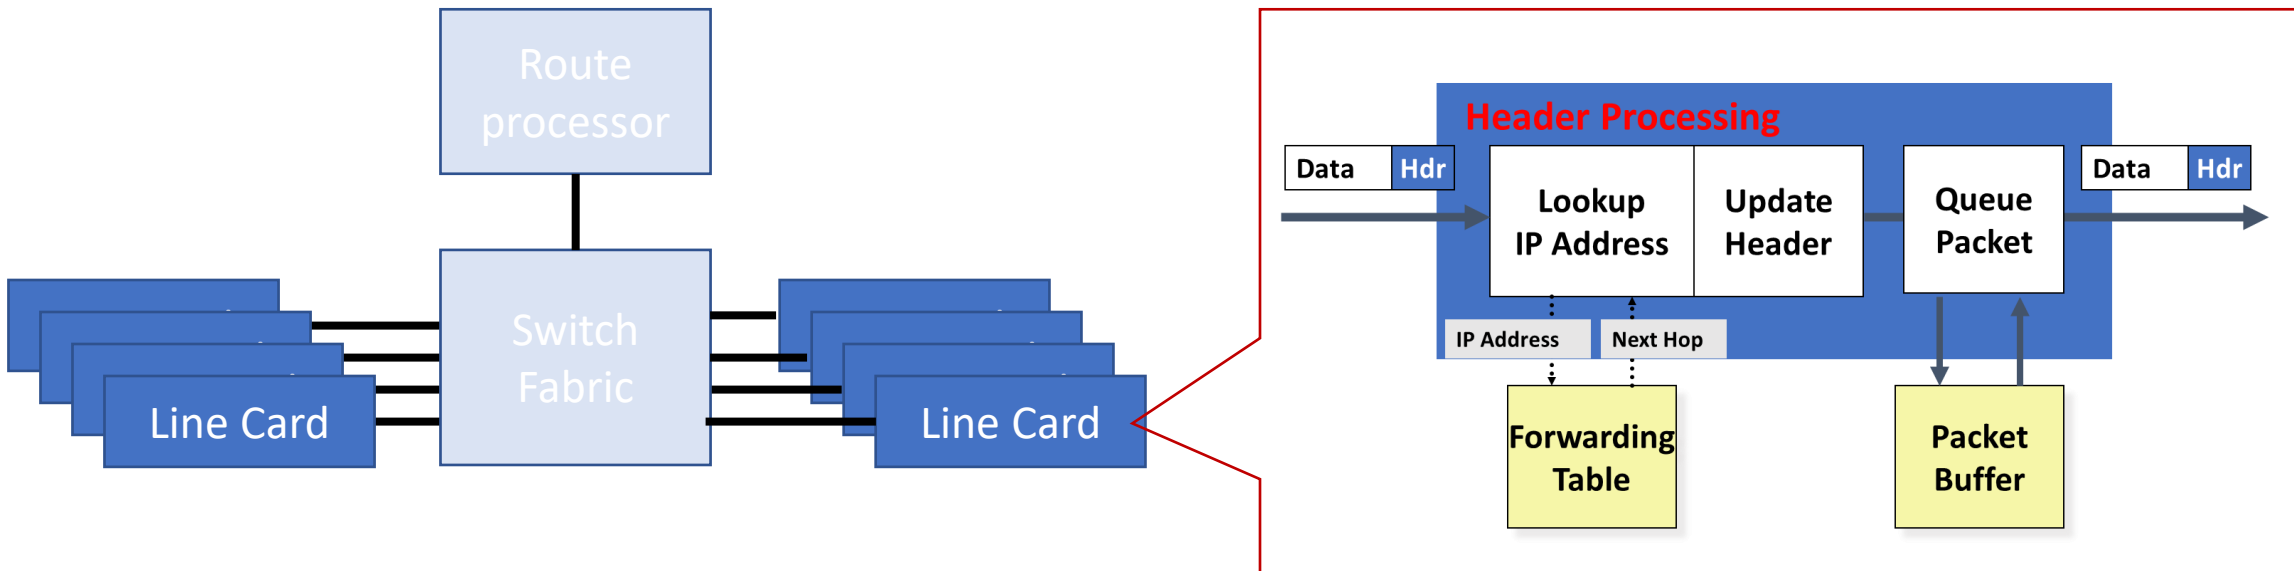 Route
processor
Switch
Fabric
Line Card
Line Card
Header Processing
Data Hdr
Lookup
IP Address
Update
Header
Queue
Packet
Data Hdr
IP Address
Next Hop
Forwarding
Table
Packet
Buffer